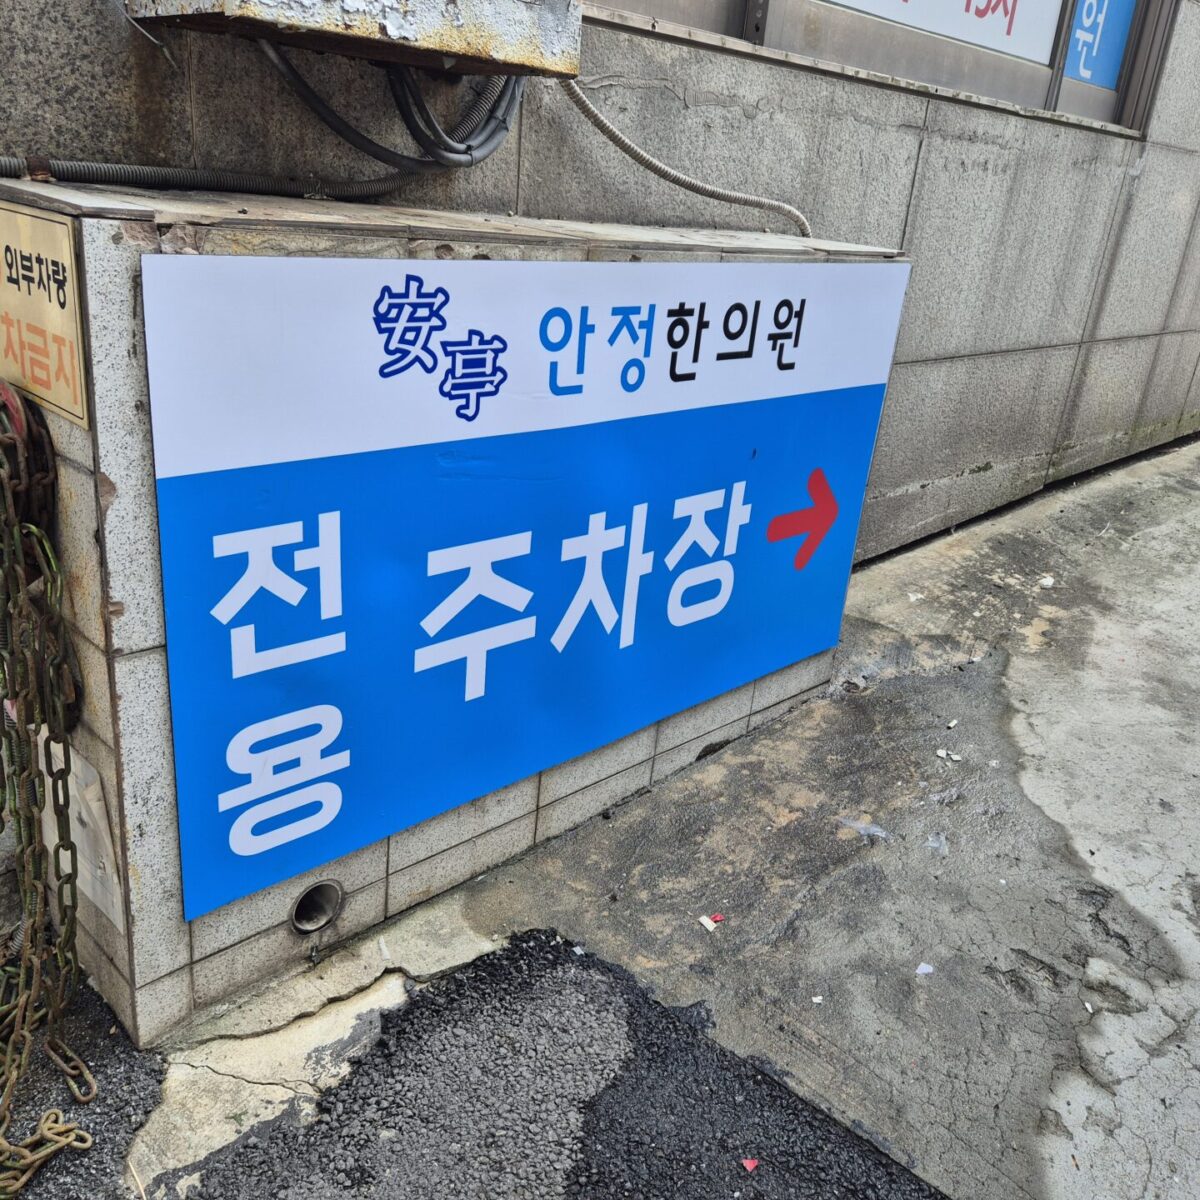 安亭 안정한의원
전용 주차장
외부차량
차금지
원